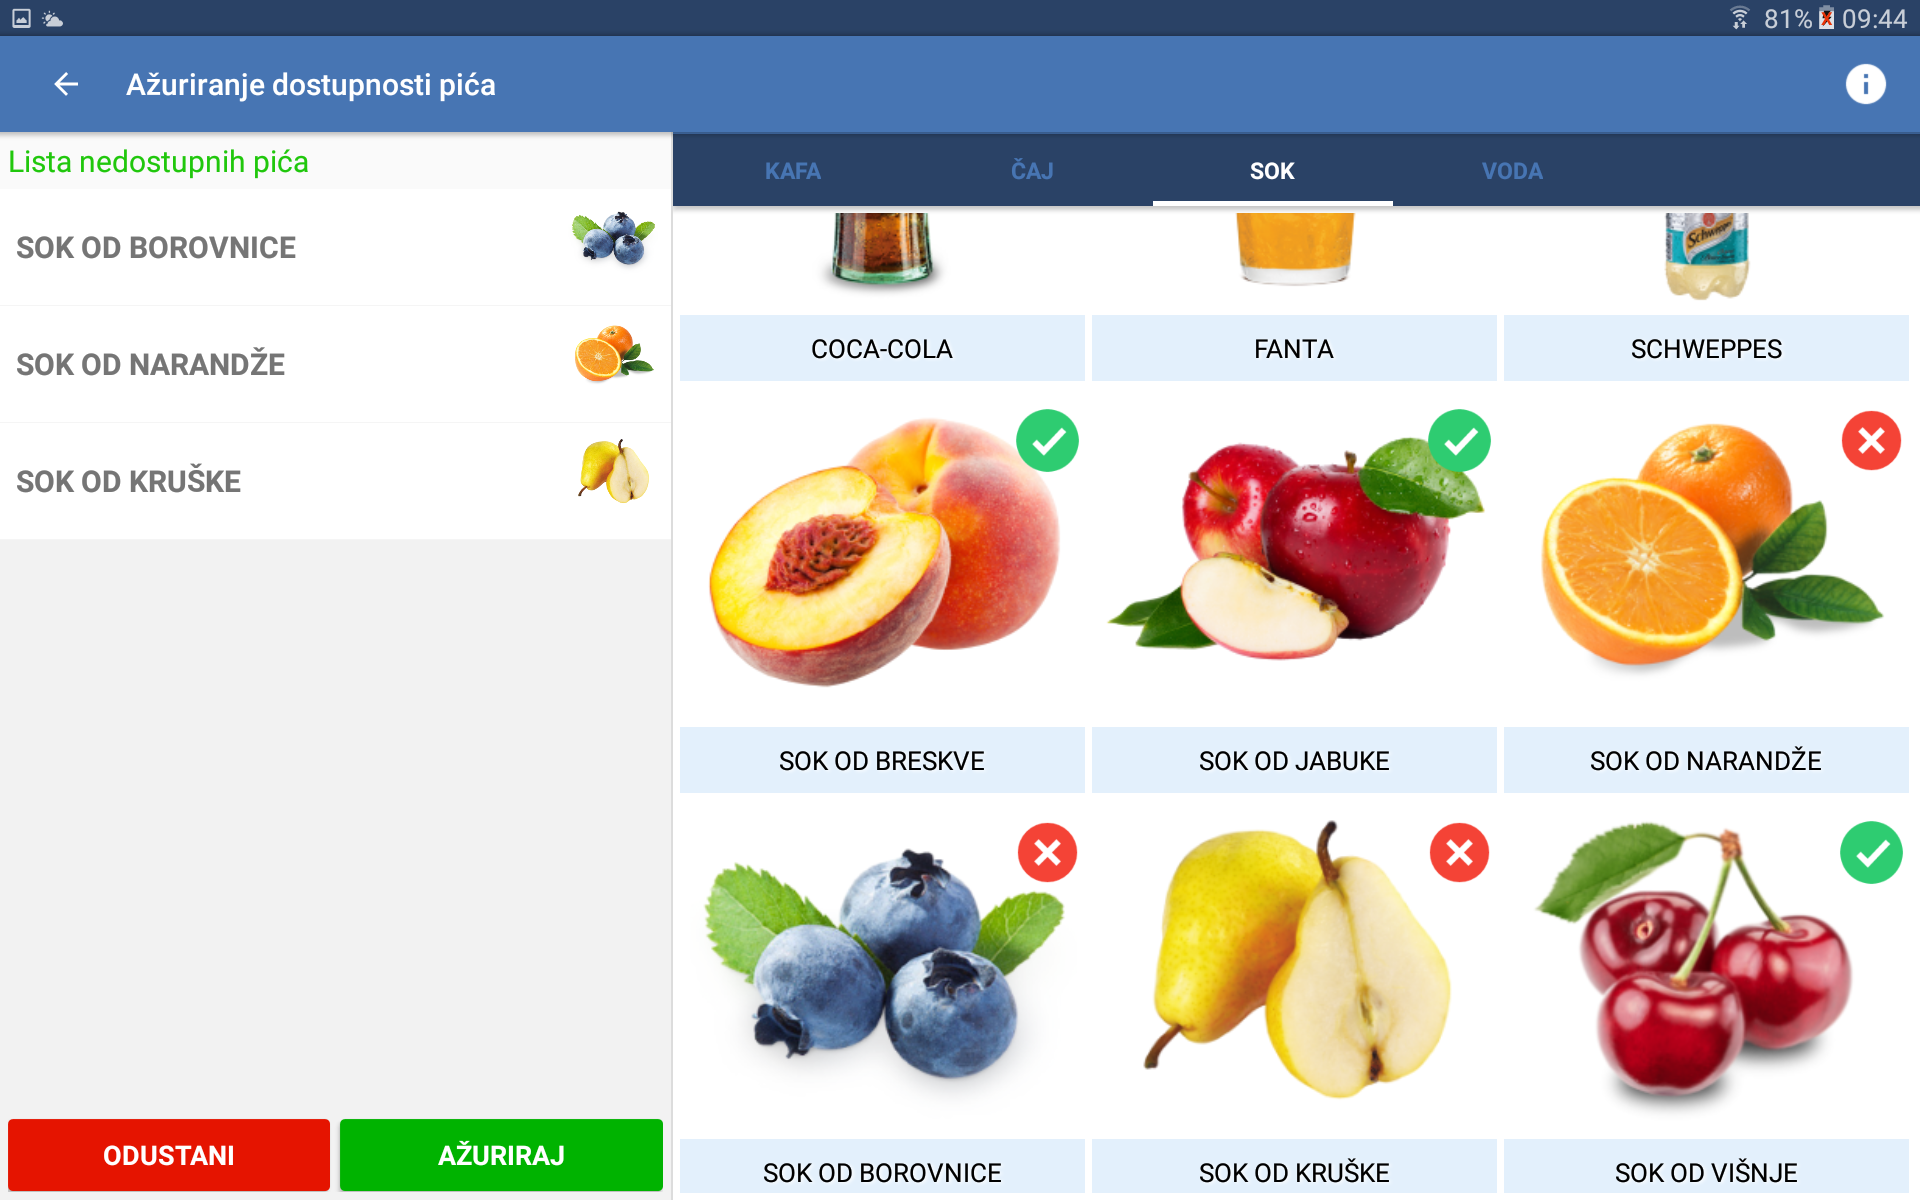 81% 09:44
Ažuriranje dostupnosti pića
Lista nedostupnih pića
SOK OD BOROVNICE
SOK OD NARANDŽE
SOK OD KRUŠKE
ODUSTANI
AŽURIRAJ
KAFA
ČAJ
SOK
VODA
Schweppes
COCA-COLA
FANTA
SCHWEPPES
SOK OD BRESKVE
SOK OD JABUKE
SOK OD NARANDŽE
SOK OD BOROVNICE
SOK OD KRUŠKE
SOK OD VIŠNJE